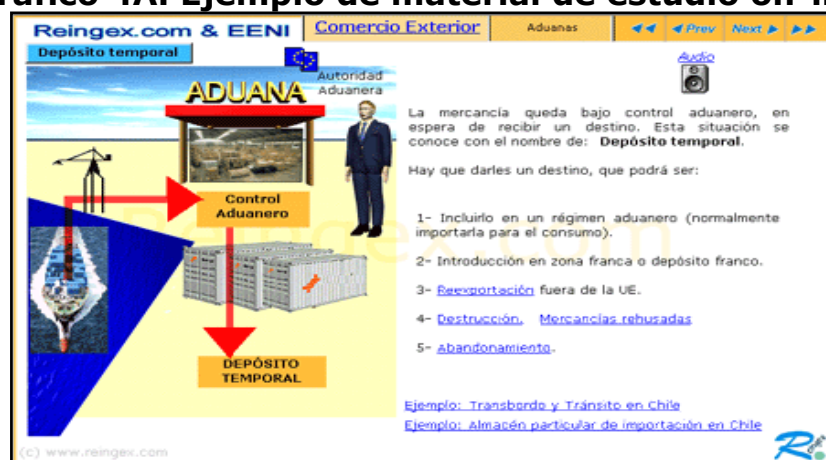 Reingex.com & EENI
Comercio Exterior
Aduanas
Prev
Next
Depósito temporal
ADUANA
Autoridad
Aduanera
Audio
La mercancía queda bajo control aduanero, en
espera de recibir un destino. Esta situación se
conoce con el nombre de: Depósito temporal.
Hay que darles un destino, que podrá ser:
Control
Aduanero
1- Incluirlo en un régimen aduanero (normalmente
importarla para el consumo).
2- Introducción en zona franca o depósito franco.
3- Reexportación fuera de la UE.
4- Destrucción, Mercancías rehusadas
5- Abandonamiento.
DEPÓSITO
TEMPORAL
Ejemplo: Transbordo y Tránsito en Chile
Ejemplo: Almacén particular de importación en Chile
(c) www.reingex.com
Reingex.com